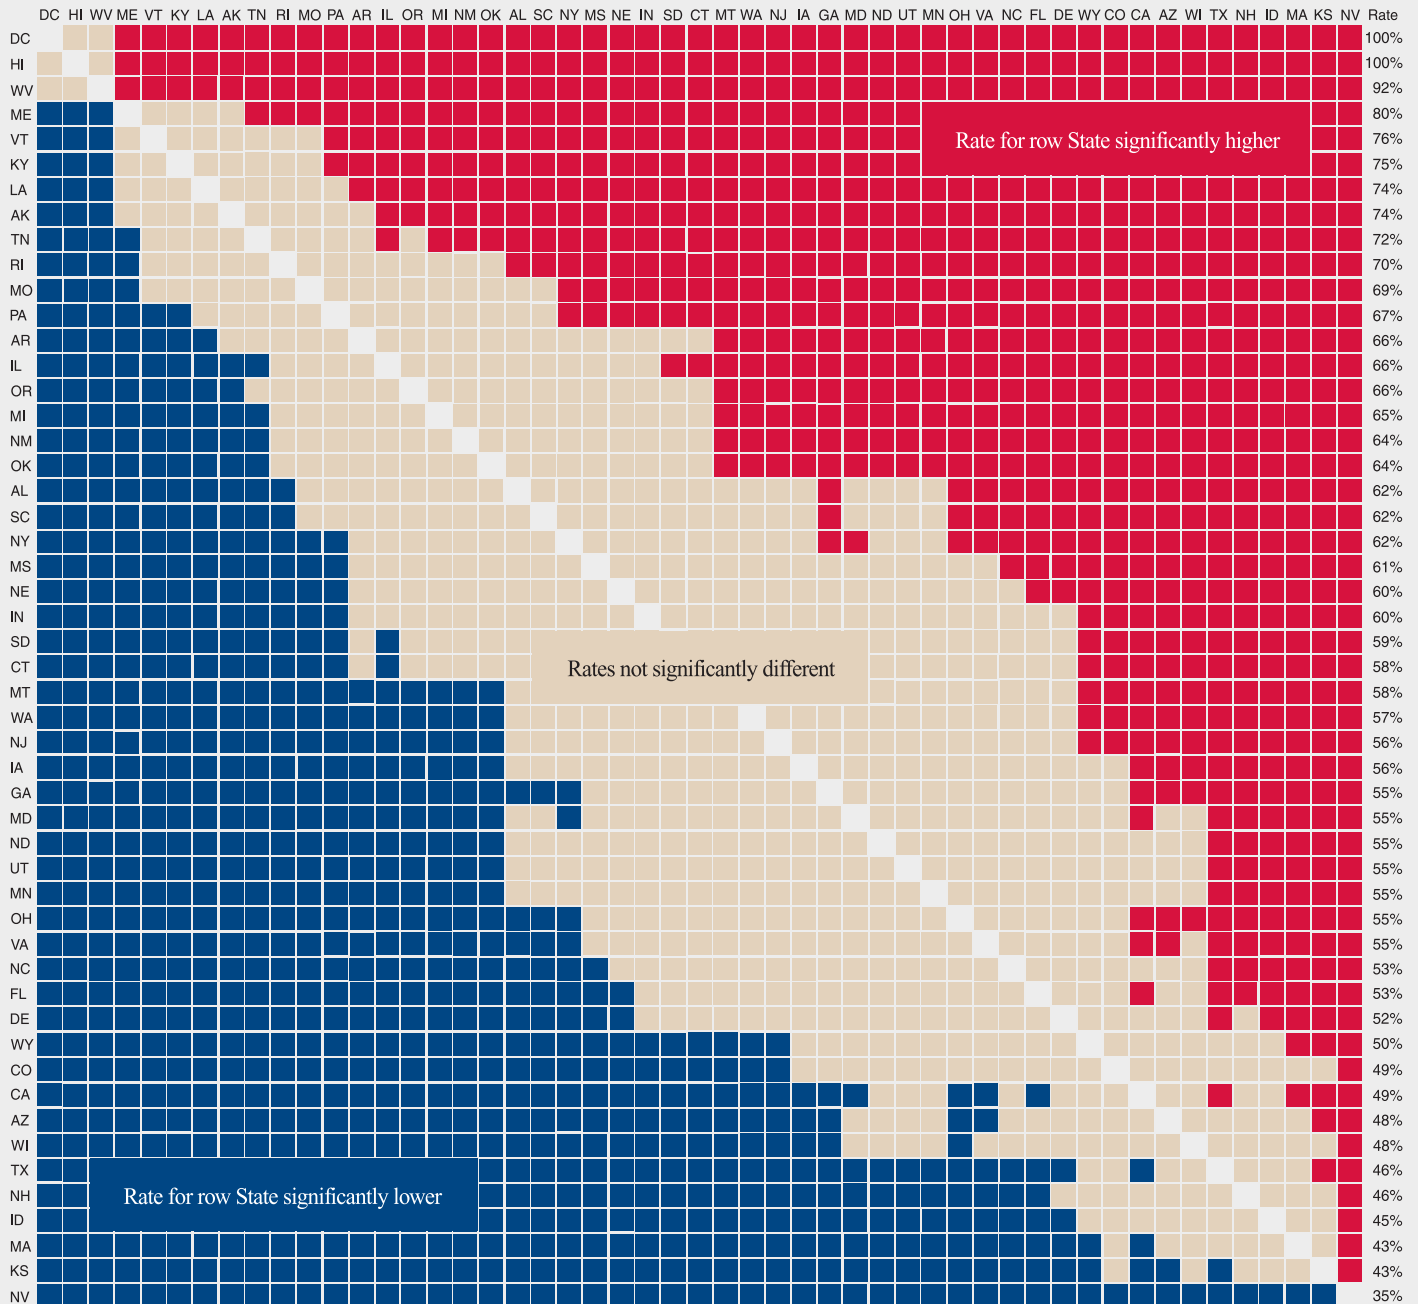 DC HI WV ME VT KY LA AK TN RI MO PA AR IL OR MI NM OK AL SC NY MS NE IN SD CT MT WA NJ IA GA MD ND UT MN OH VA NC FL DE WY CO CA AZ WI TX NH ID MA KS NV Rate
DC 100%
HI 100%
WV 92%
ME 80%
VT 76%
Rate for row State significantly higher
KY 75%
LA 74%
AK 74%
TN 72%
RI 70%
MO 69%
PA 67%
AR 66%
IL 66%
OR 66%
MI 65%
NM 64%
OK 64%
AL 62%
SC 62%
NY 62%
MS 61%
NE 60%
IN 60%
SD 59%
CT 58%
Rates not significantly different
MT 58%
WA 57%
NJ 56%
IA 56%
GA 55%
MD 55%
ND 55%
UT 55%
MN 55%
OH 55%
VA 55%
NC 53%
FL 53%
DE 52%
WY 50%
CO 49%
CA 49%
AZ 48%
WI 48%
TX 46%
NH 46%
Rate for row State significantly lower
ID 45%
MA 43%
KS 43%
NV 35%